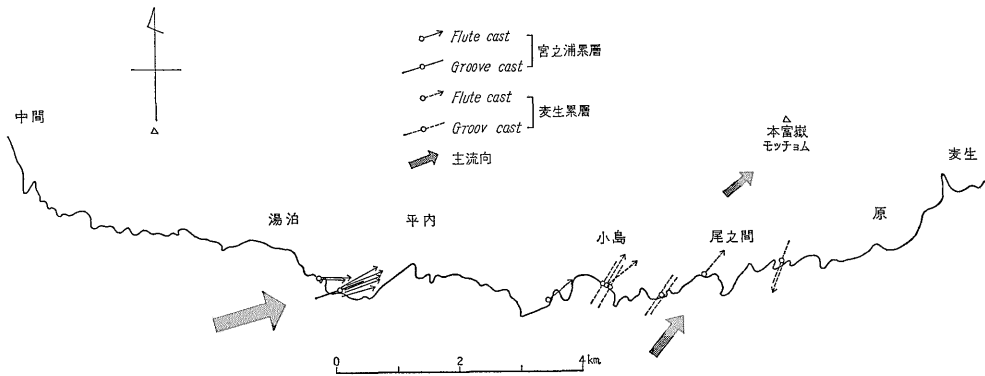 Flute cast
Groove cast
宮之浦累層
Flute cast
Groov cast
麦生累層
主流向
中間
本富嶽
モッチョム
麦生
湯泊
平内
小島
尾之間
原
0 2 4 km.